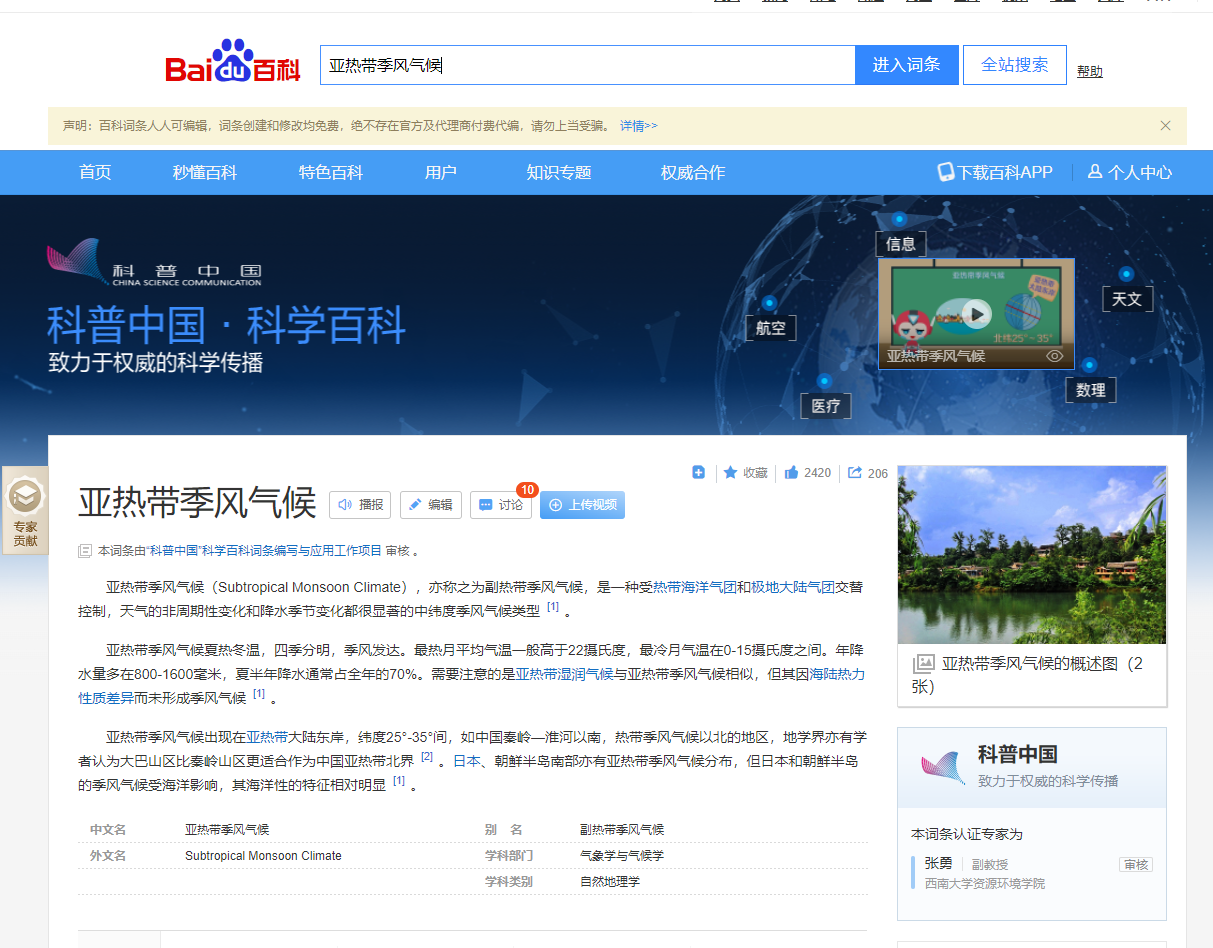 Baidu百科
亚热带季风气候
进入词条
全站搜索
帮助
声明：百科词条人人可编辑，词条创建和修改均免费，绝不存在官方及代理商付费代编，请勿上当受骗。 详情>>
首页 秒懂百科 特色百科 用户 知识专题 权威合作 下载百科APP 个人中心
科普中国
CHINA SCIENCE COMMUNICATION
科普中国·科学百科
致力于权威的科学传播
信息
航空
天文
医疗
数理
亚热带季风气候
北纬25°~35°
亚热带季风气候
专家
贡献
收藏 2420 206
亚热带季风气候 播报 编辑 讨论 10 上传视频
本词条由“科普中国”科学百科词条编写与应用工作项目 审核 。
亚热带季风气候（Subtropical Monsoon Climate），亦称之为副热带季风气候，是一种受热带海洋气团和极地大陆气团交替
控制，天气的非周期性变化和降水季节变化都很显著的中纬度季风气候类型 [1] 。
亚热带季风气候夏热冬温，四季分明，季风发达。最热月平均气温一般高于22摄氏度，最冷月气温在0-15摄氏度之间。年降
水量多在800-1600毫米，夏半年降水通常占全年的70%。需要注意的是亚热带湿润气候与亚热带季风气候相似，但其因海陆热力
性质差异而未形成季风气候 [1] 。
亚热带季风气候出现在亚热带大陆东岸，纬度25°-35°间，如中国秦岭—淮河以南，热带季风气候以北的地区，地学界亦有学
者认为大巴山区比秦岭山区更适合作为中国亚热带北界 [2] 。日本、朝鲜半岛南部亦有亚热带季风气候分布，但日本和朝鲜半岛
的季风气候受海洋影响，其海洋性的特征相对明显 [1] 。
中文名 亚热带季风气候 别 名 副热带季风气候
外文名 Subtropical Monsoon Climate 学科部门 气象学与气候学
学科类别 自然地理学
亚热带季风气候的概述图（2
张）
科普中国
致力于权威的科学传播
本词条认证专家为
张勇 副教授 审核
西南大学资源环境学院